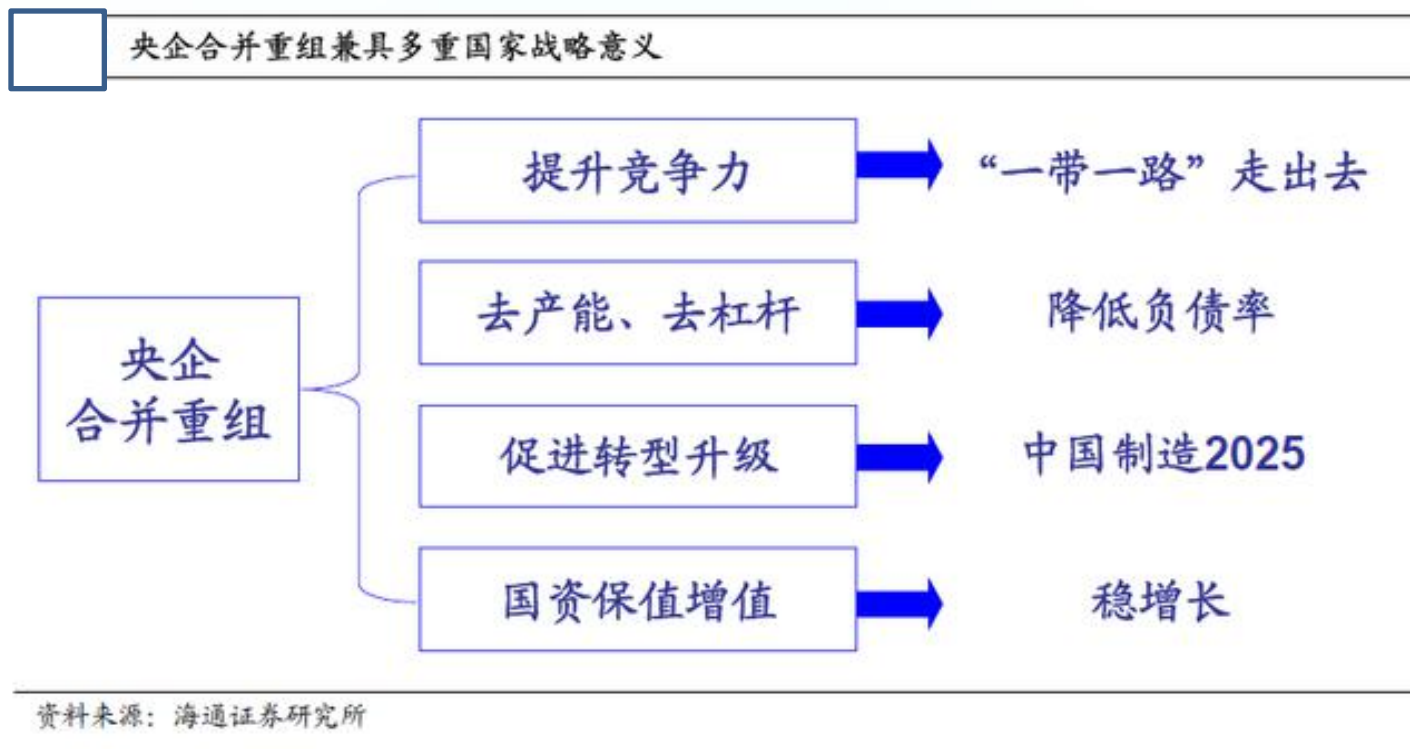 央企合并重组兼具多重国家战略意义
提升竞争力
“一带一路”走出去
去产能、去杠杆
降低负债率
央企
合并重组
促进转型升级
中国制造2025
国资保值增值
稳增长
资料来源：海通证券研究所